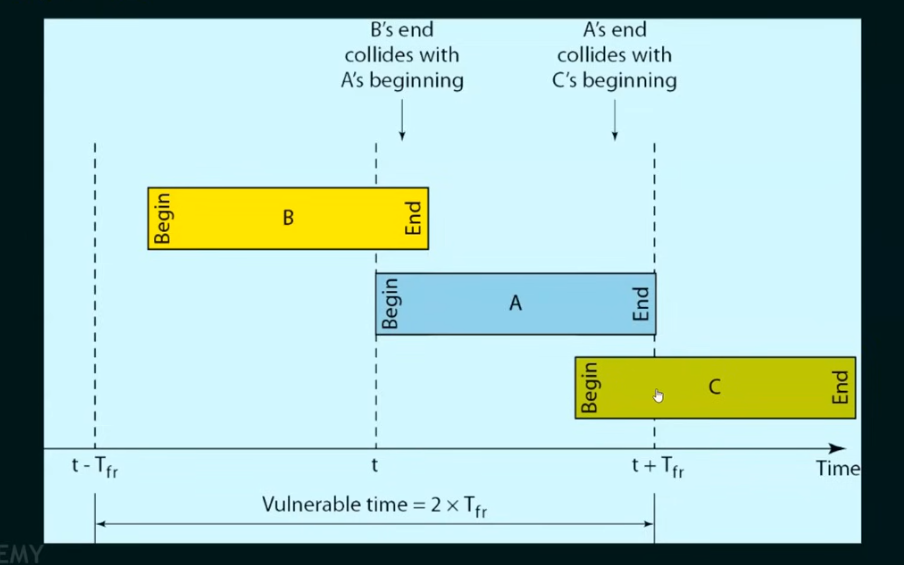 B's end
collides with
A's beginning
A's end
collides with
C's beginning
Begin
B
End
Begin
A
End
Begin
C
End
t - Tfr
t
t + Tfr
Time
Vulnerable time = 2 × Tfr
EMY